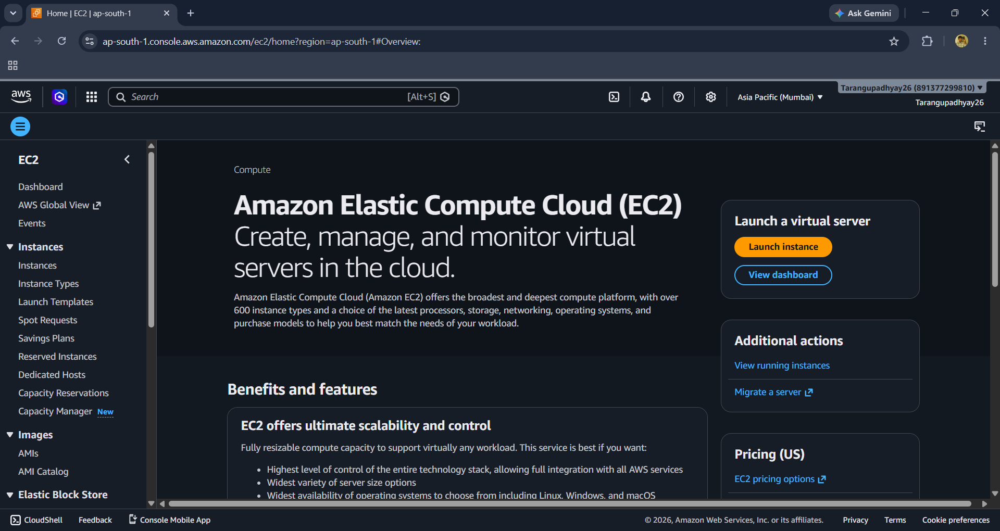 Home | EC2 | ap-south-1
Ask Gemini
ap-south-1.console.aws.amazon.com/ec2/home?region=ap-south-1#Overview:
aws
Search
[Alt+S]
Asia Pacific (Mumbai)
Tarangupadhyay26 (891377299810)
Tarangupadhyay26
EC2
Dashboard
AWS Global View
Events
Instances
Instances
Instance Types
Launch Templates
Spot Requests
Savings Plans
Reserved Instances
Dedicated Hosts
Capacity Reservations
Capacity Manager New
Images
AMIs
AMI Catalog
Elastic Block Store
Compute
Amazon Elastic Compute Cloud (EC2)
Create, manage, and monitor virtual
servers in the cloud.
Amazon Elastic Compute Cloud (Amazon EC2) offers the broadest and deepest compute platform, with over
600 instance types and a choice of the latest processors, storage, networking, operating systems, and
purchase models to help you best match the needs of your workload.
Benefits and features
EC2 offers ultimate scalability and control
Fully resizable compute capacity to support virtually any workload. This service is best if you want:
• Highest level of control of the entire technology stack, allowing full integration with all AWS services
• Widest variety of server size options
• Widest availability of operating systems to choose from including Linux, Windows, and macOS
Launch a virtual server
Launch instance
View dashboard
Additional actions
View running instances
Migrate a server
Pricing (US)
EC2 pricing options
CloudShell
Feedback
Console Mobile App
© 2026, Amazon Web Services, Inc. or its affiliates.
Privacy
Terms
Cookie preferences